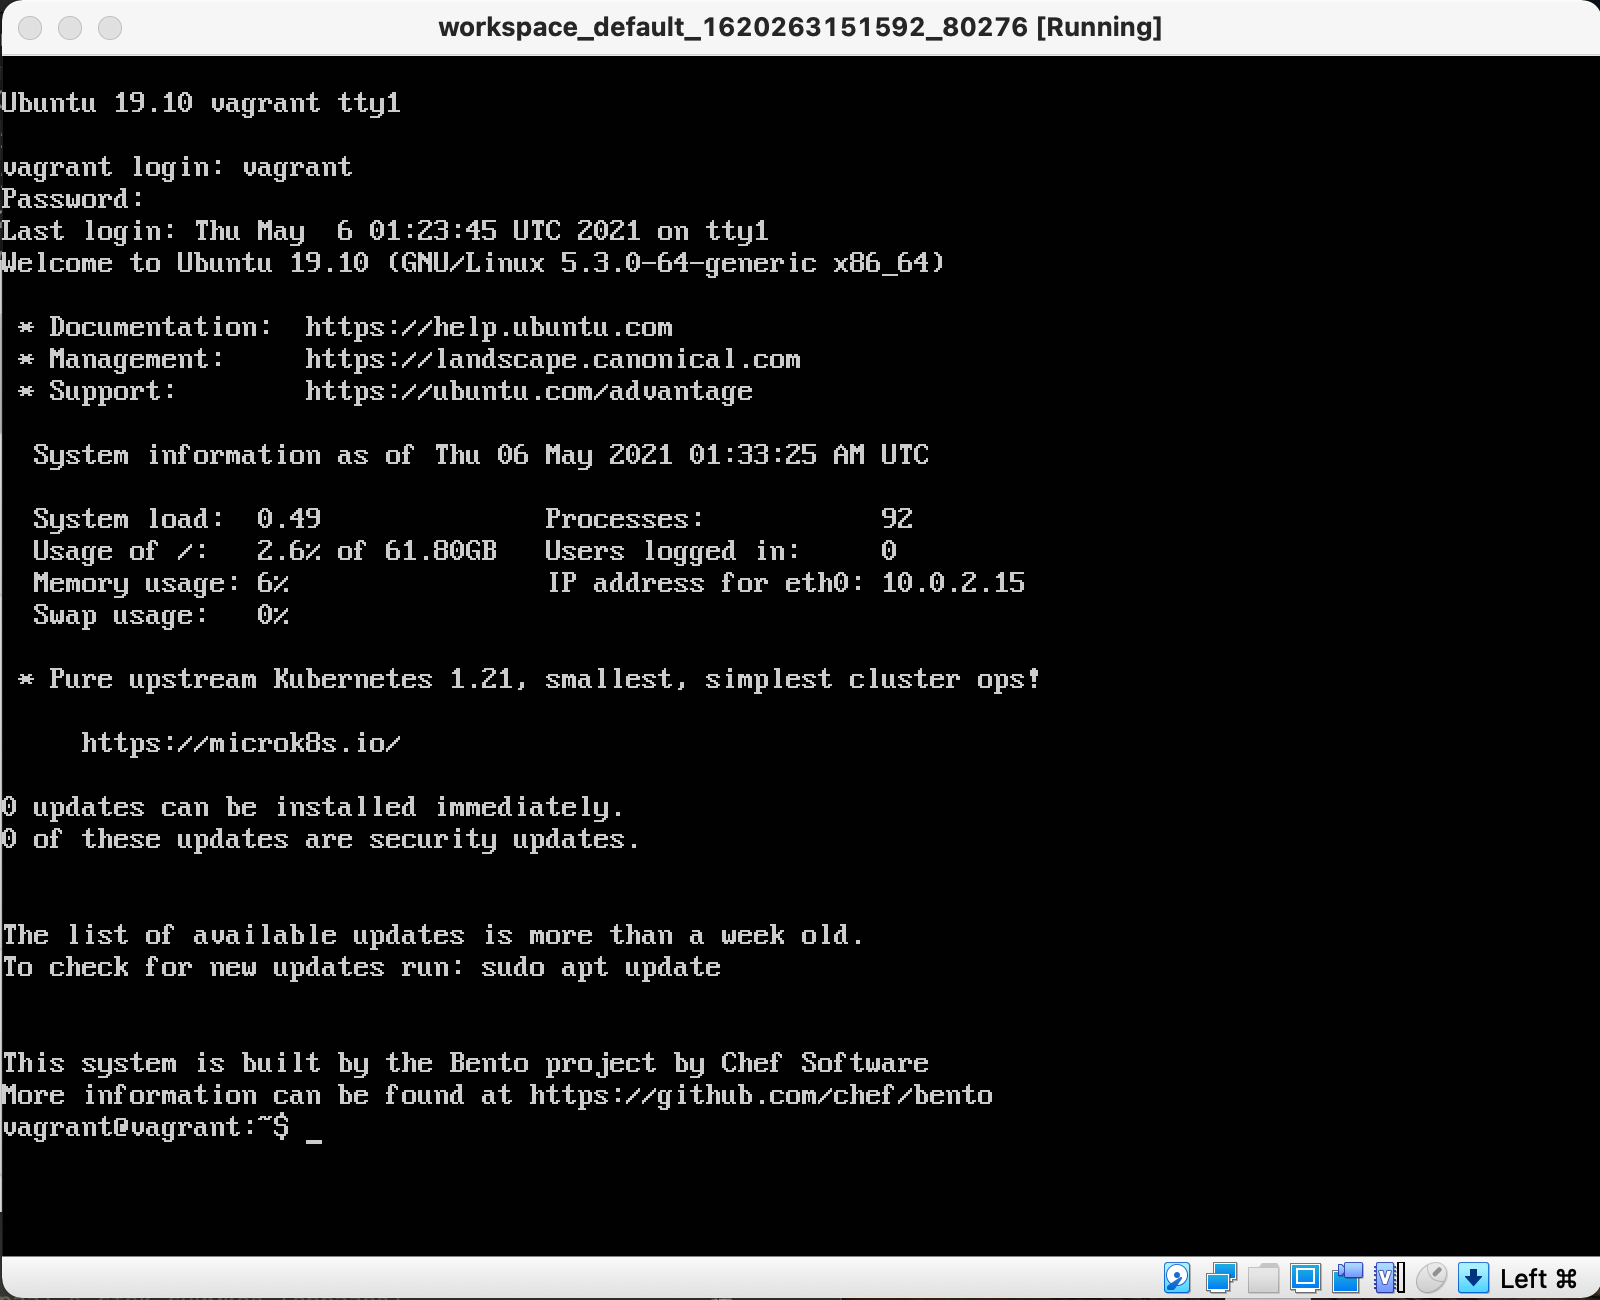 workspace_default_1620263151592_80276 [Running]
Ubuntu 19.10 vagrant tty1
vagrant login: vagrant
Password:
Last login: Thu May  6 01:23:45 UTC 2021 on tty1
Welcome to Ubuntu 19.10 (GNU/Linux 5.3.0-64-generic x86_64)
* Documentation:  https://help.ubuntu.com
* Management:     https://landscape.canonical.com
* Support:        https://ubuntu.com/advantage
System information as of Thu 06 May 2021 01:33:25 AM UTC
System load:  0.49              Processes:           92
Usage of /:   2.6% of 61.80GB   Users logged in:     0
Memory usage: 6%                IP address for eth0: 10.0.2.15
Swap usage:   0%
* Pure upstream Kubernetes 1.21, smallest, simplest cluster ops!
https://microk8s.io/
0 updates can be installed immediately.
0 of these updates are security updates.
The list of available updates is more than a week old.
To check for new updates run: sudo apt update
This system is built by the Bento project by Chef Software
More information can be found at https://github.com/chef/bento
vagrant@vagrant:~$ _
Left ⌘